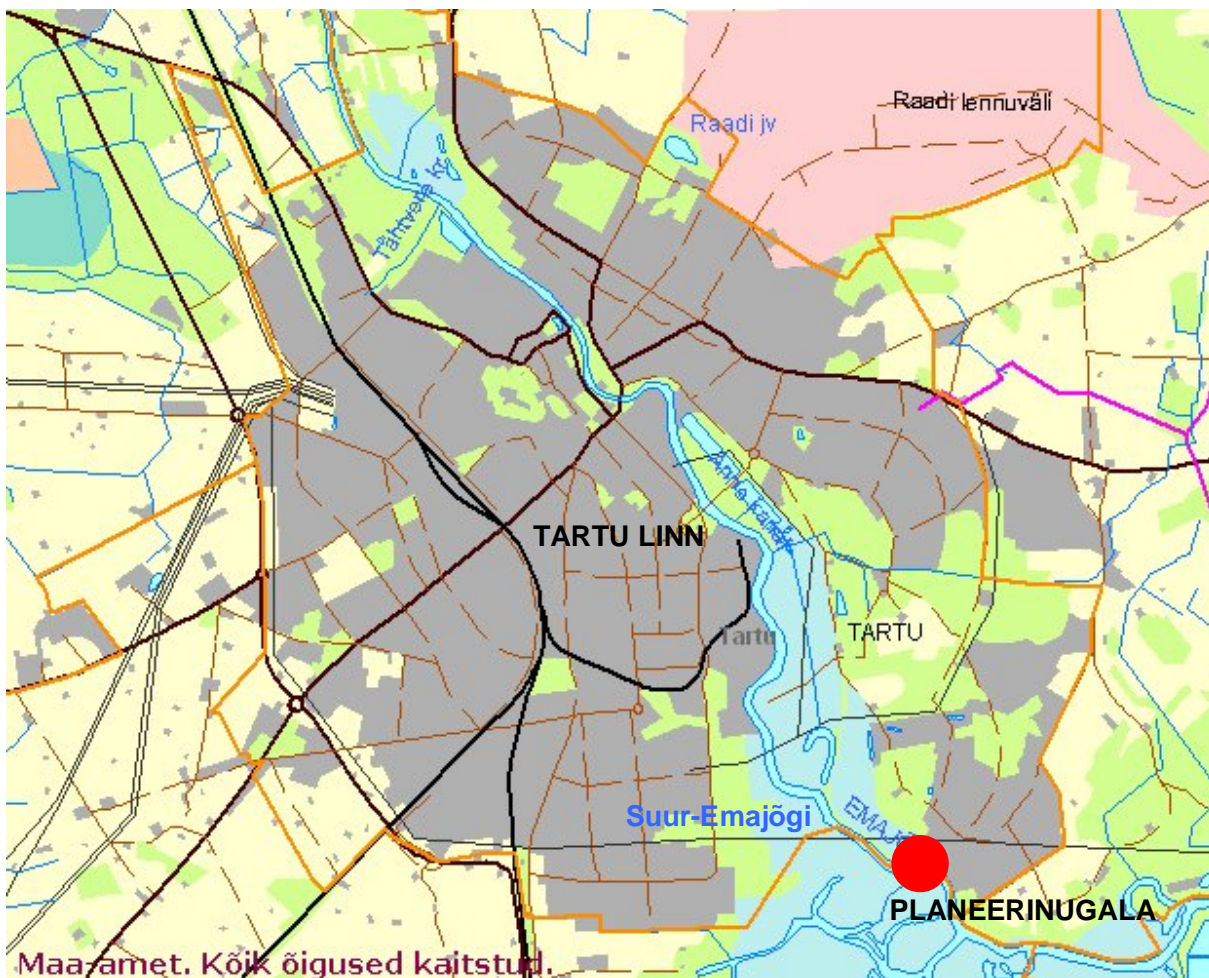 Raadi lennuväli
Raadi jv
Tähtvere kr
Anne kanal
TARTU LINN
TARTU
Tartu
Suur-Emajõgi
PLANEERINUGALA
Maa-amet. Kõik õigused kaitstud.